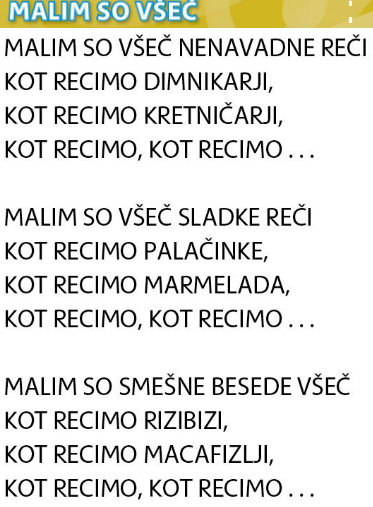 MALIM SO VŠEČ
MALIM SO VŠEČ NENAVADNE REČI
KOT RECIMO DIMNIKARJI,
KOT RECIMO KRETNIČARJI,
KOT RECIMO, KOT RECIMO . . .
MALIM SO VŠEČ SLADKE REČI
KOT RECIMO PALAČINKE,
KOT RECIMO MARMELADA,
KOT RECIMO, KOT RECIMO . . .
MALIM SO SMEŠNE BESEDE VŠEČ
KOT RECIMO RIZIBIZI,
KOT RECIMO MACAFIZLJI,
KOT RECIMO, KOT RECIMO . . .